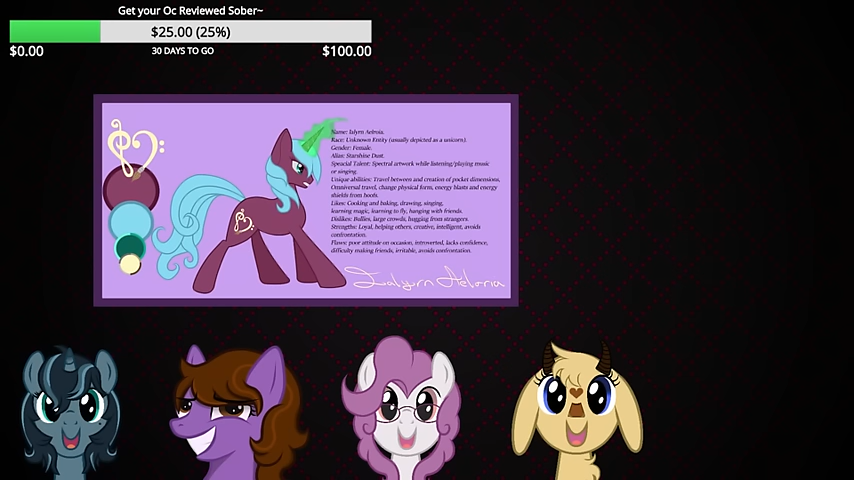 Get your Oc Reviewed Sober~
$25.00 (25%)
$0.00
30 DAYS TO GO
$100.00
Name: Islyrn Aelroia.
Race: Unknown Entity (usually depicted as a unicorn).
Gender: Female.
Alias: Starshine Dust.
Speacial Talent: Spectral artwork while listening/playing music
or singing.
Unique abilities: Travel between and creation of pocket dimensions,
Omniversal travel, change physical form, energy blasts and energy
shields from hoofs.
Likes: Cooking and baking, drawing, singing,
learning magic, learning to fly, hanging with friends.
Dislikes: Bullies, large crowds, hugging from strangers.
Strengths: Loyal, helping others, creative, intelligent, avoids
confrontation.
Flaws: poor attitude on occasion, introverted, lacks confidence,
difficulty making friends, irritable, avoids confrontation.